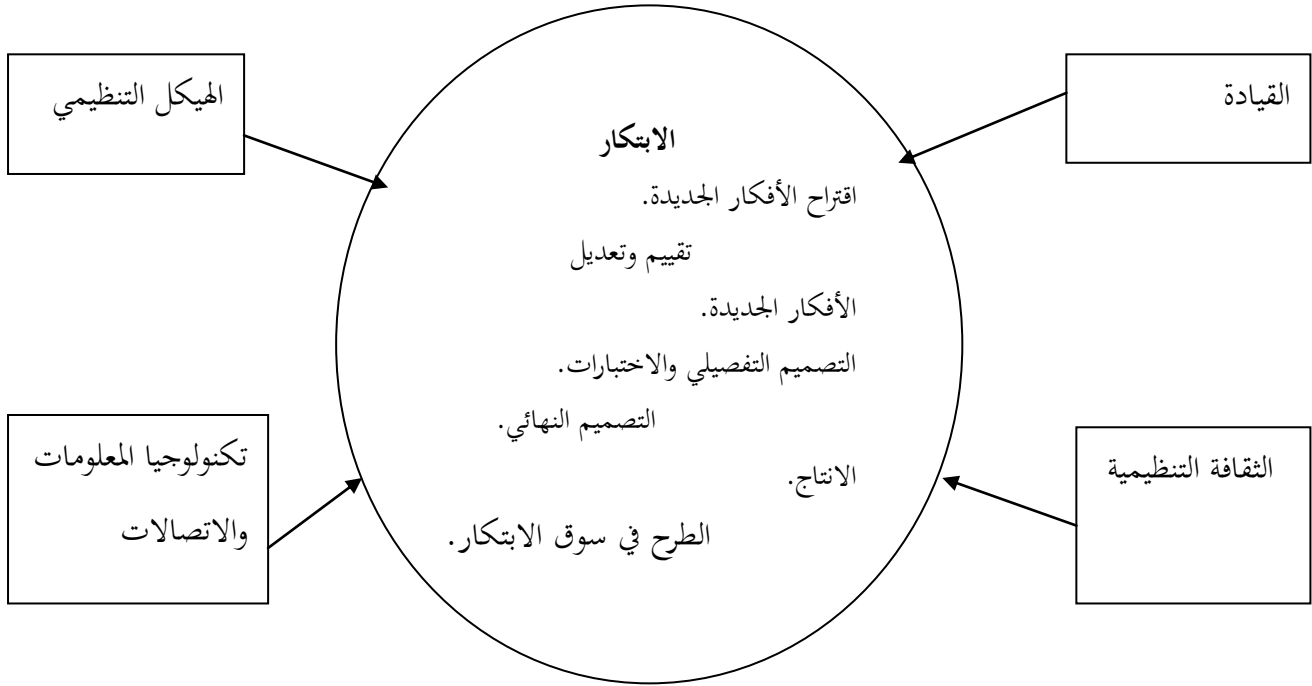 القيادة
الهيكل التنظيمي
الابتكار
اقتراح الأفكار الجديدة.
تقييم وتعديل
الأفكار الجديدة.
التصميم التفصيلي والاختبارات.
التصميم النهائي.
الانتاج.
الطرح في سوق الابتكار.
الثقافة التنظيمية
تكنولوجيا المعلومات
والاتصالات